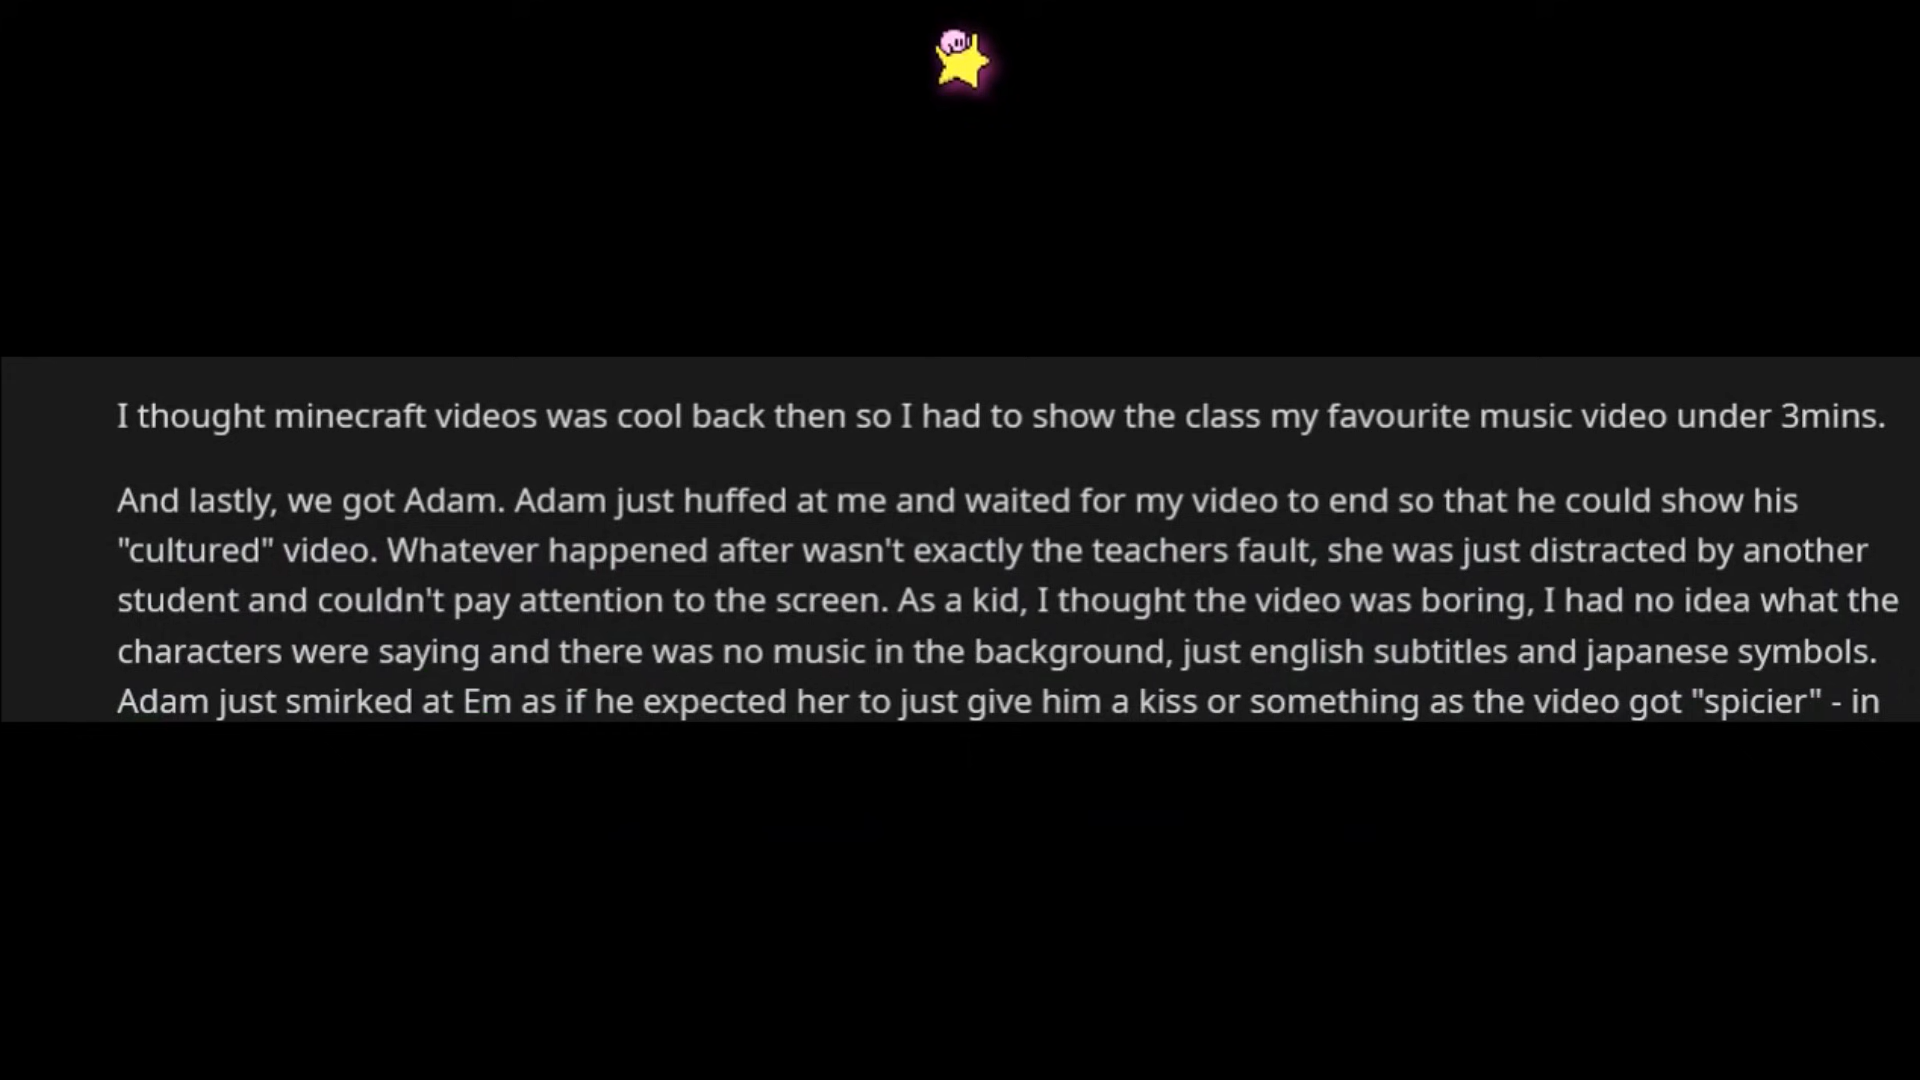 I thought minecraft videos was cool back then so I had to show the class my favourite music video under 3mins.
And lastly, we got Adam. Adam just huffed at me and waited for my video to end so that he could show his
"cultured" video. Whatever happened after wasn't exactly the teachers fault, she was just distracted by another
student and couldn't pay attention to the screen. As a kid, I thought the video was boring, I had no idea what the
characters were saying and there was no music in the background, just english subtitles and japanese symbols.
Adam just smirked at Em as if he expected her to just give him a kiss or something as the video got "spicier" - in